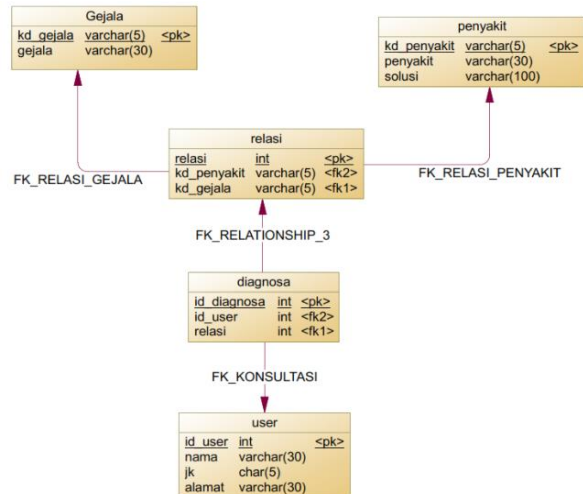 Gejala
kd_gejala varchar(5) <pk>
gejala varchar(30)
penyakit
kd_penyakit varchar(5) <pk>
penyakit varchar(30)
solusi varchar(100)
relasi
relasi int <pk>
kd_penyakit varchar(5) <fk2>
kd_gejala varchar(5) <fk1>
FK_RELASI_GEJALA
FK_RELASI_PENYAKIT
FK_RELATIONSHIP_3
diagnosa
id_diagnosa int <pk>
id_user int <fk2>
relasi int <fk1>
FK_KONSULTASI
user
id_user int <pk>
nama varchar(30)
jk char(5)
alamat varchar(30)